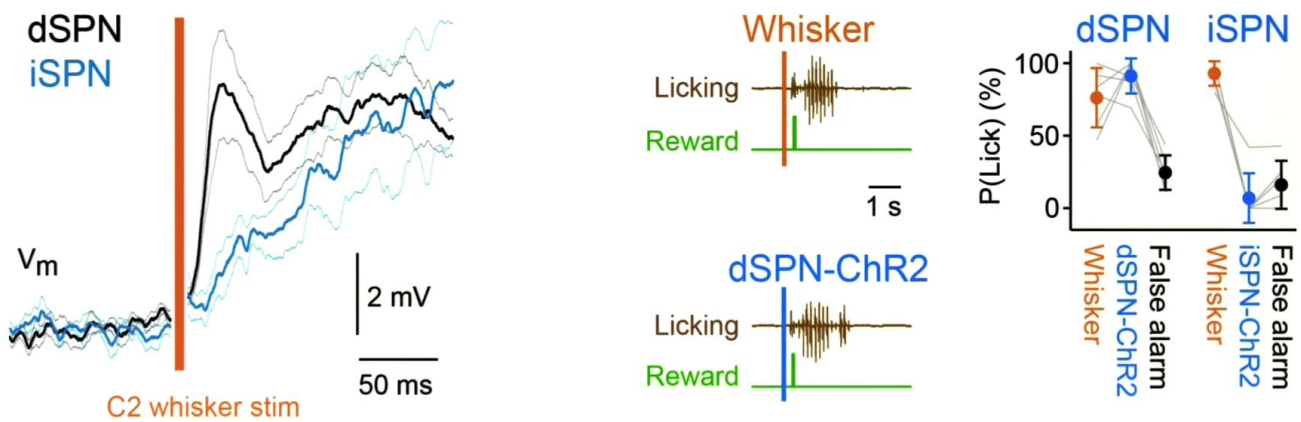 dSPN
iSPN
Vm
2 mV
50 ms
C2 whisker stim
Whisker
Licking
Reward
1 s
dSPN-ChR2
Licking
Reward
dSPN iSPN
P(Lick) (%)
100
50
0
Whisker
dSPN-ChR2
False alarm
Whisker
iSPN-ChR2
False alarm